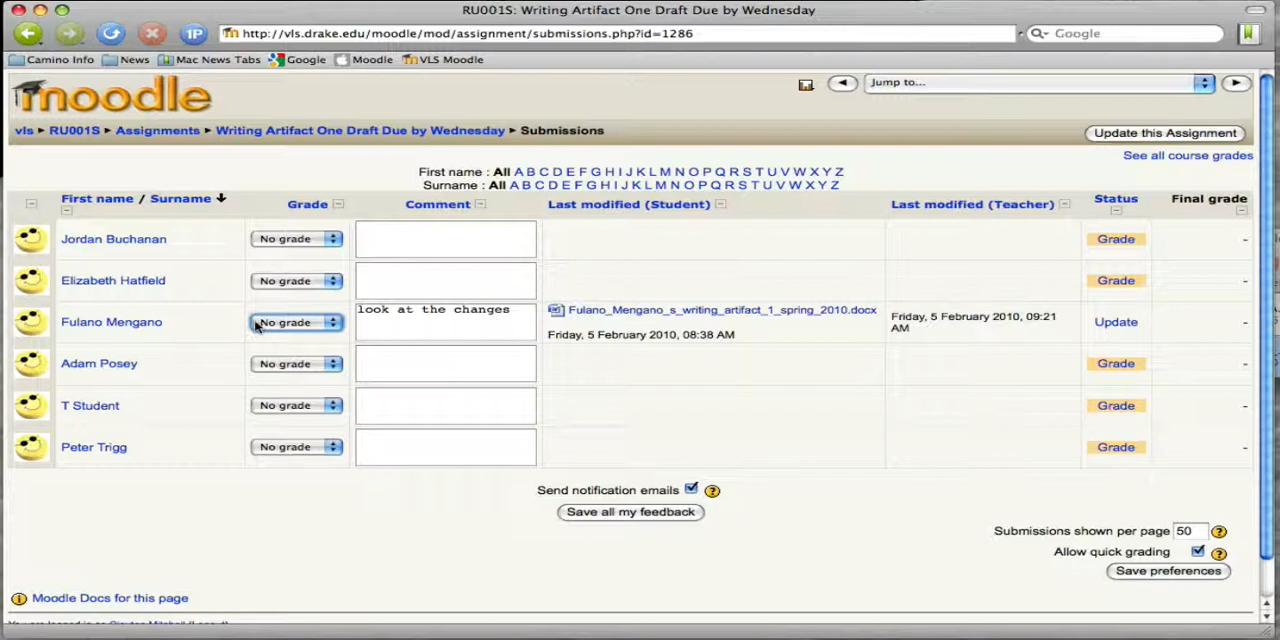 RU001S: Writing Artifact One Draft Due by Wednesday
1P http://vls.drake.edu/moodle/mod/assignment/submissions.php?id=1286 Google
Camino Info News Mac News Tabs Google Moodle VLS Moodle
moodle Jump to...
vls ► RU001S ► Assignments ► Writing Artifact One Draft Due by Wednesday ► Submissions Update this Assignment
See all course grades
First name : All A B C D E F G H I J K L M N O P Q R S T U V W X Y Z
Surname : All A B C D E F G H I J K L M N O P Q R S T U V W X Y Z
First name / Surname Grade Comment Last modified (Student) Last modified (Teacher) Status Final grade
Jordan Buchanan No grade Grade -
Elizabeth Hatfield No grade Grade -
Fulano Mengano No grade look at the changes Fulano_Mengano_s_writing_artifact_1_spring_2010.docx Friday, 5 February 2010, 09:21 AM Update -
Friday, 5 February 2010, 08:38 AM
Adam Posey No grade Grade -
T Student No grade Grade -
Peter Trigg No grade Grade -
Send notification emails ?
Save all my feedback
Submissions shown per page 50 ?
Allow quick grading ?
Save preferences
Moodle Docs for this page